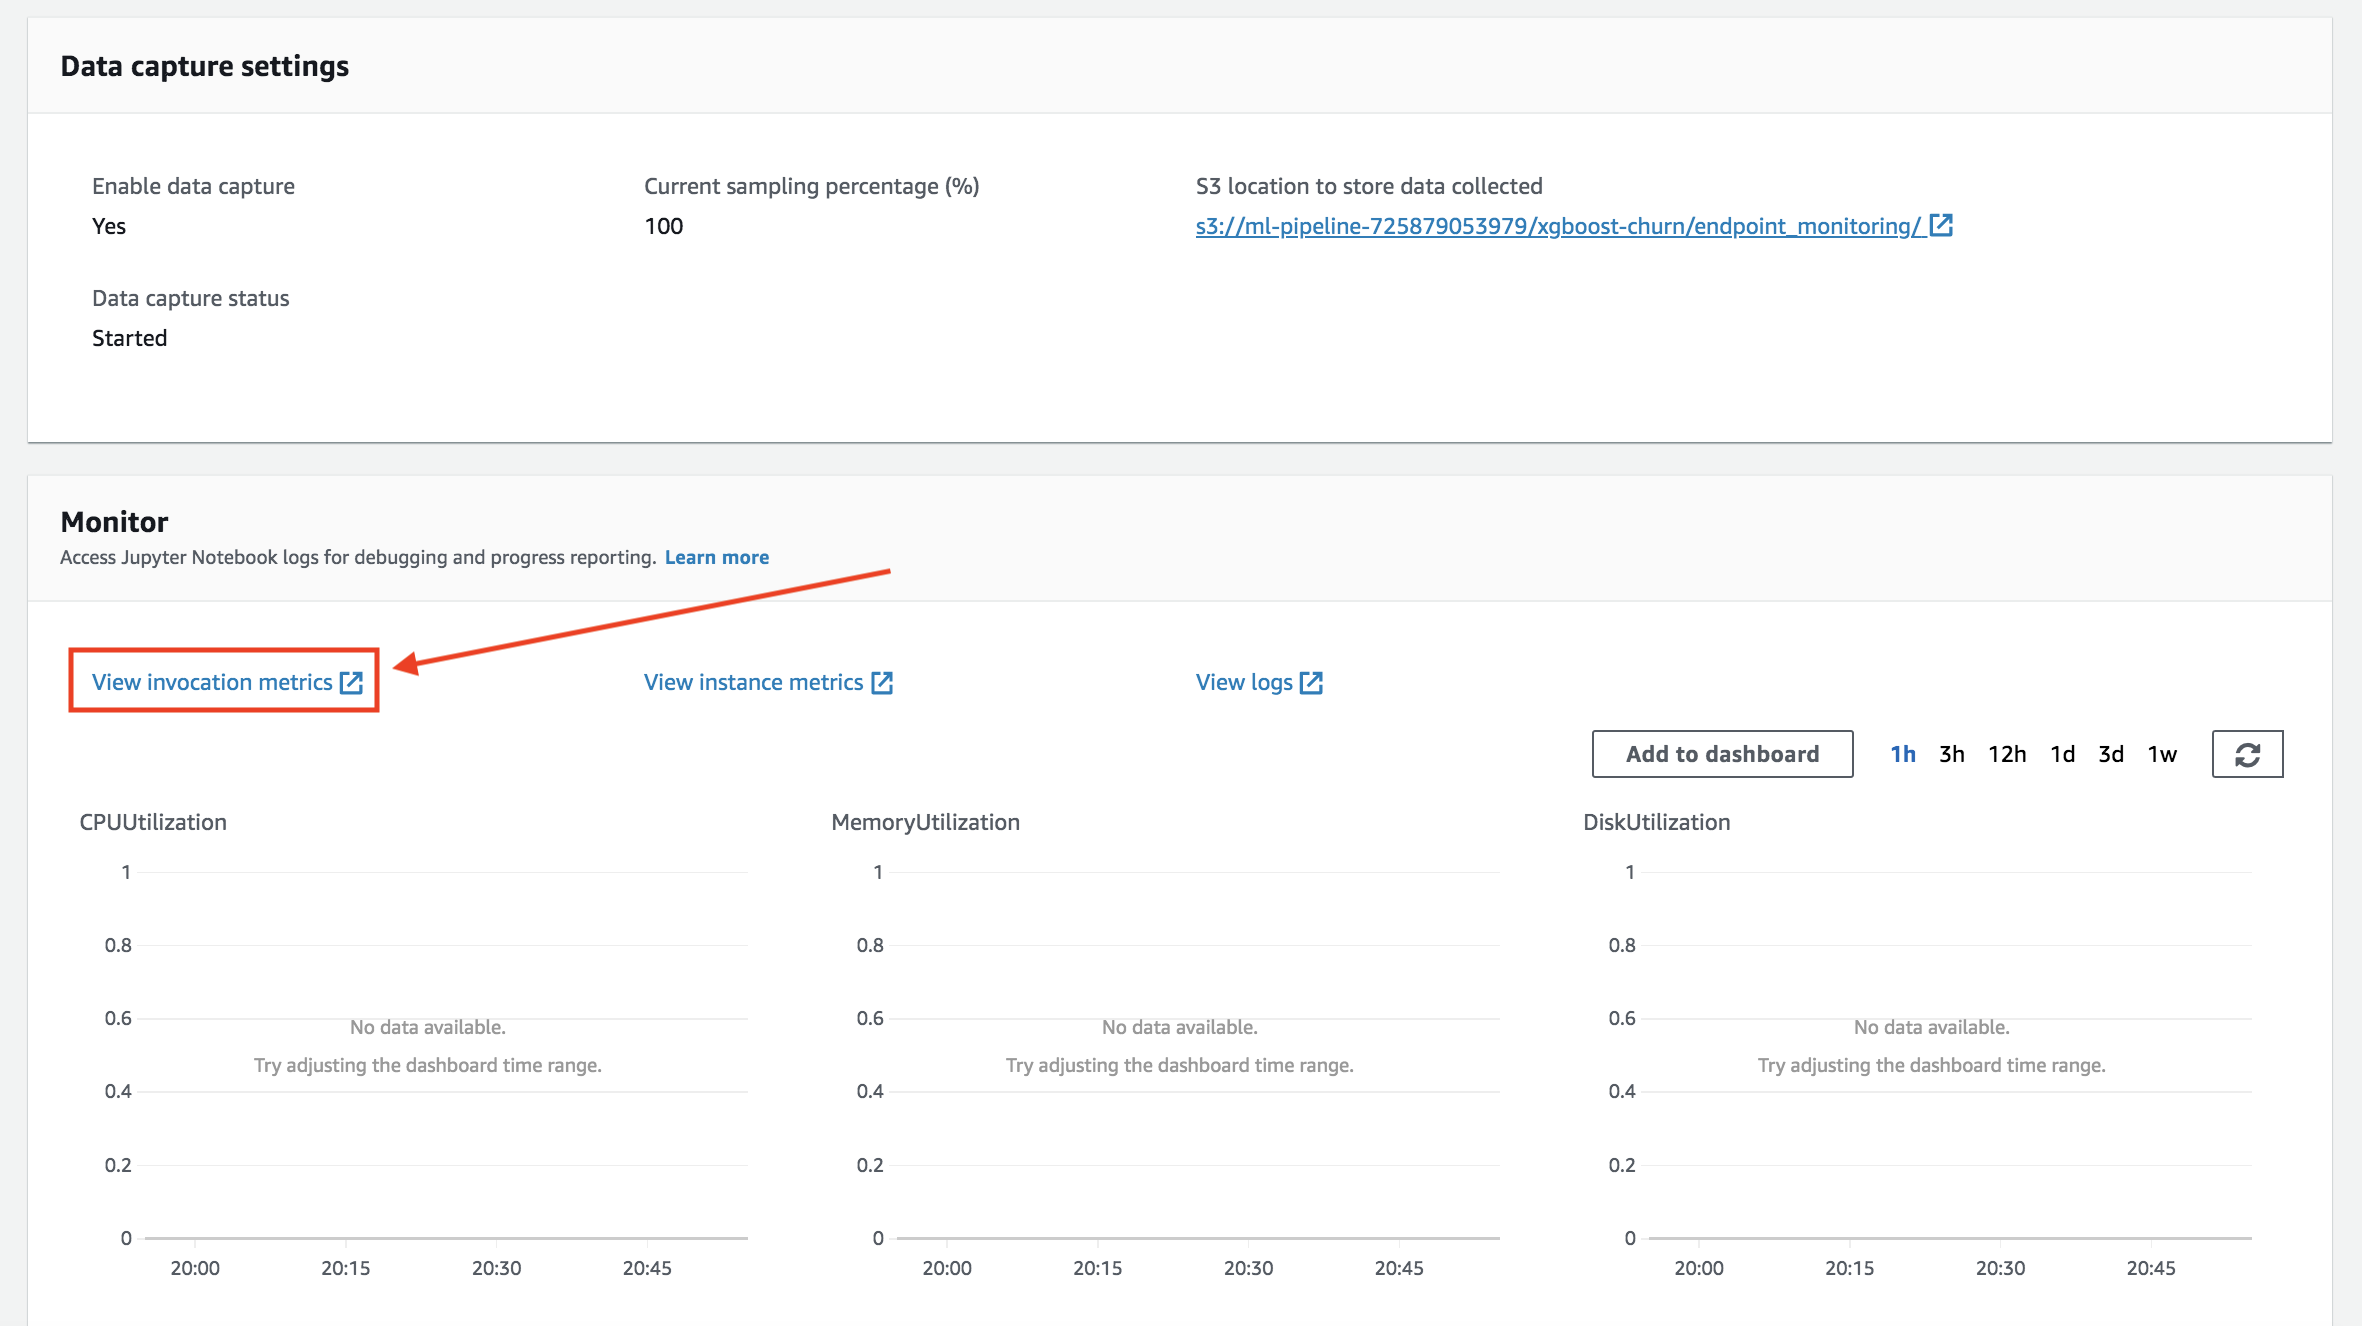 Data capture settings
Enable data capture
Current sampling percentage (%)
S3 location to store data collected
Yes
100
s3://ml-pipeline-725879053979/xgboost-churn/endpoint_monitoring/
Data capture status
Started
Monitor
Access Jupyter Notebook logs for debugging and progress reporting. Learn more
View invocation metrics
View instance metrics
View logs
Add to dashboard
1h 3h 12h 1d 3d 1w
CPUUtilization
1
0.8
0.6
No data available.
Try adjusting the dashboard time range.
0.4
0.2
0
20:00 20:15 20:30 20:45
MemoryUtilization
1
0.8
0.6
No data available.
Try adjusting the dashboard time range.
0.4
0.2
0
20:00 20:15 20:30 20:45
DiskUtilization
1
0.8
0.6
No data available.
Try adjusting the dashboard time range.
0.4
0.2
0
20:00 20:15 20:30 20:45